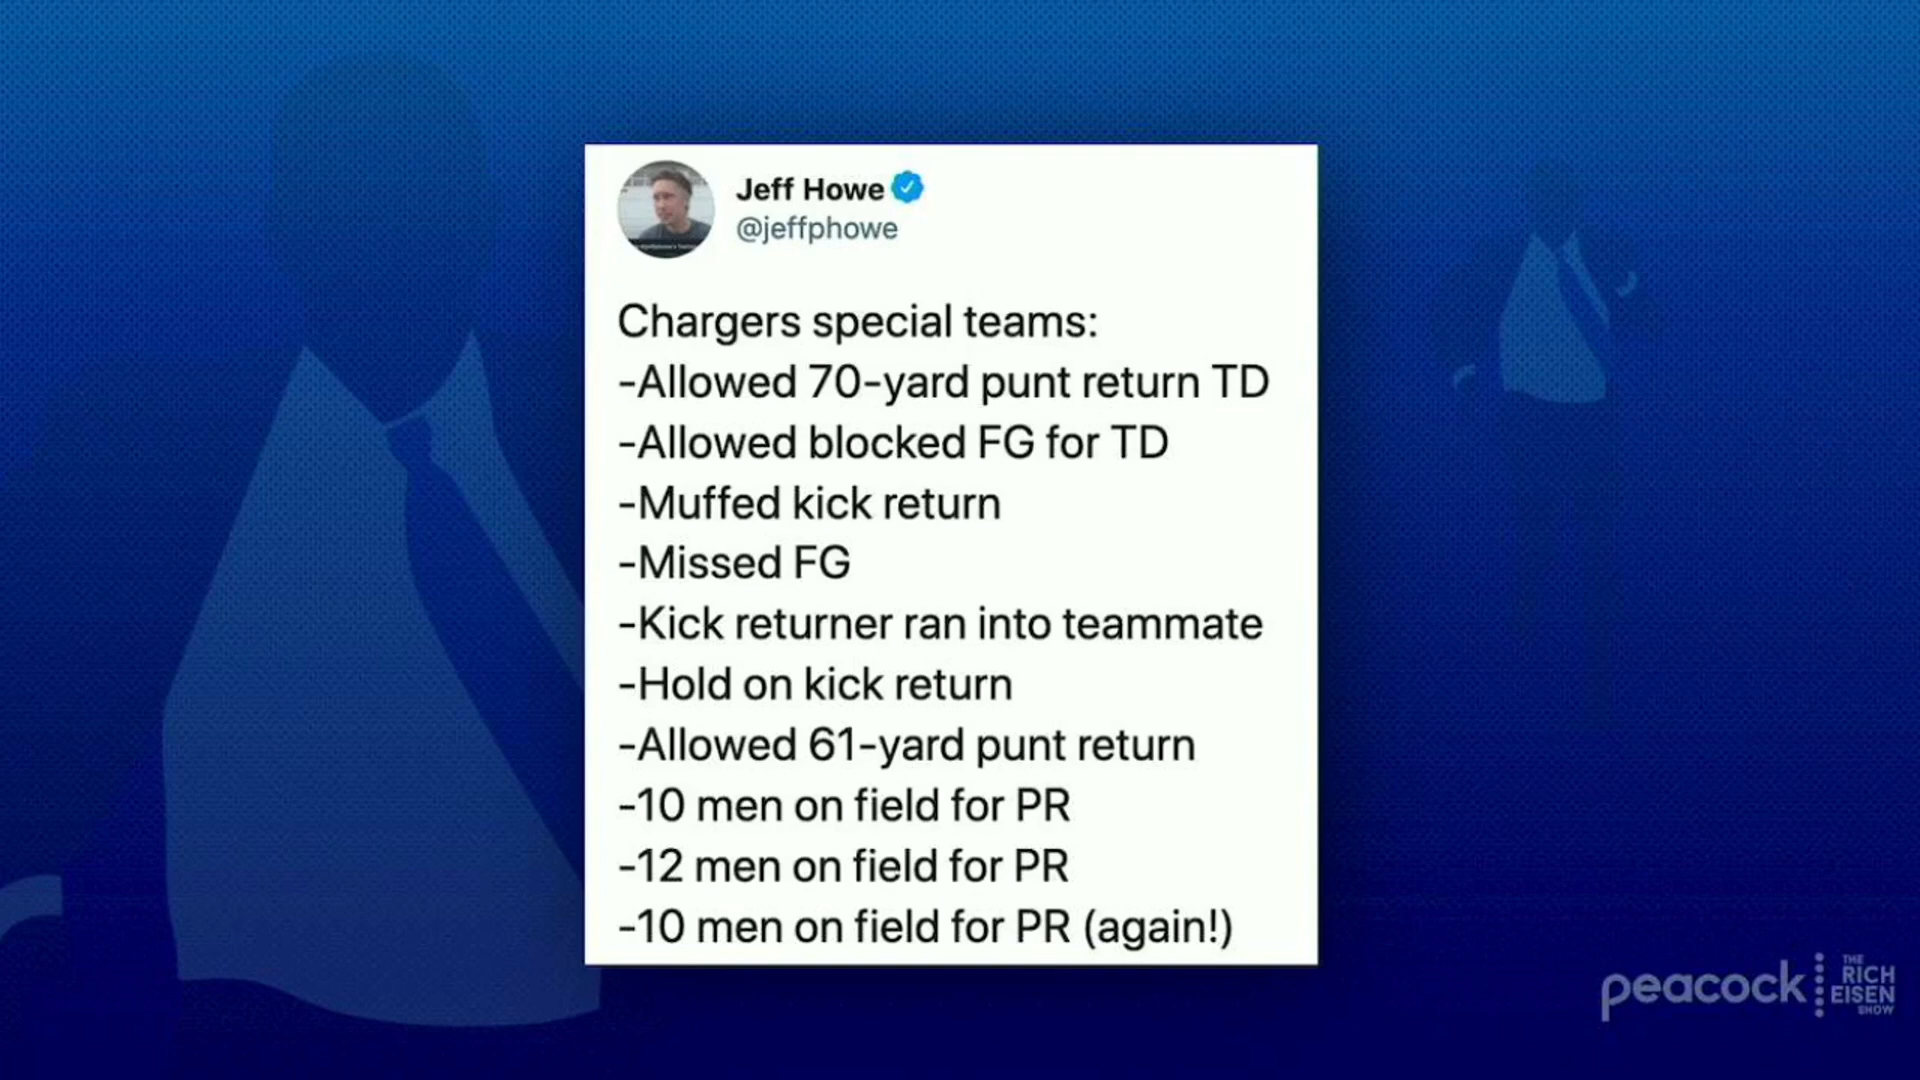 Jeff Howe
@jeffphowe
Chargers special teams:
-Allowed 70-yard punt return TD
-Allowed blocked FG for TD
-Muffed kick return
-Missed FG
-Kick returner ran into teammate
-Hold on kick return
-Allowed 61-yard punt return
-10 men on field for PR
-12 men on field for PR
-10 men on field for PR (again!)
peacock
THE
RICH
EISEN
SHOW